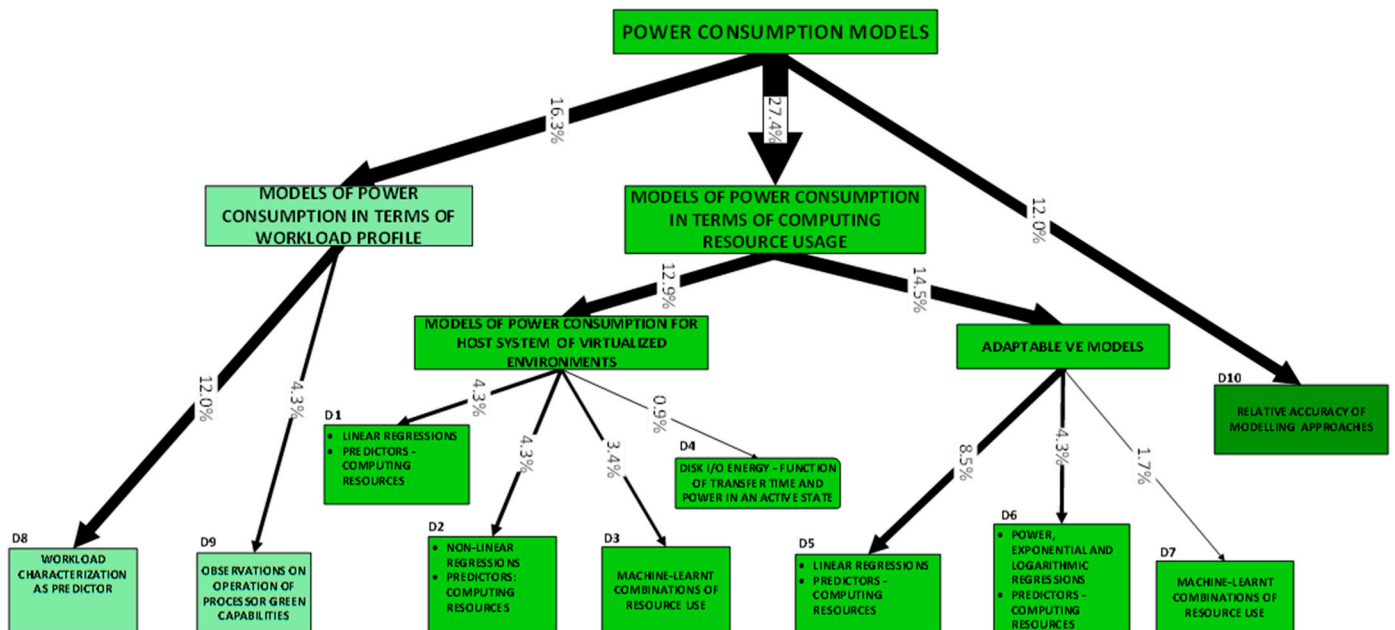 POWER CONSUMPTION MODELS
16.3%
27.4%
12.0%
MODELS OF POWER
CONSUMPTION IN TERMS OF
WORKLOAD PROFILE
MODELS OF POWER CONSUMPTION
IN TERMS OF COMPUTING
RESOURCE USAGE
12.9%
14.5%
MODELS OF POWER CONSUMPTION FOR
HOST SYSTEM OF VIRTUALIZED
ENVIRONMENTS
ADAPTABLE VE MODELS
12.0%
4.3%
4.3%
4.3%
3.4%
0.9%
8.5%
4.3%
1.7%
D10
RELATIVE ACCURACY OF
MODELLING APPROACHES
D1
• LINEAR REGRESSIONS
• PREDICTORS -
COMPUTING
RESOURCES
D4
DISK I/O ENERGY - FUNCTION
OF TRANSFER TIME AND
POWER IN AN ACTIVE STATE
D8
WORKLOAD
CHARACTERIZATION
AS PREDICTOR
D9
OBSERVATIONS ON
OPERATION OF
PROCESSOR GREEN
CAPABILITIES
D2
• NON-LINEAR
REGRESSIONS
• PREDICTORS:
COMPUTING
RESOURCES
D3
MACHINE-LEARNT
COMBINATIONS OF
RESOURCE USE
D5
• LINEAR REGRESSIONS
• PREDICTORS -
COMPUTING
RESOURCES
D6
• POWER,
EXPONENTIAL AND
LOGARITHMIC
REGRESSIONS
• PREDICTORS -
COMPUTING
RESOURCES
D7
MACHINE-LEARNT
COMBINATIONS OF
RESOURCE USE